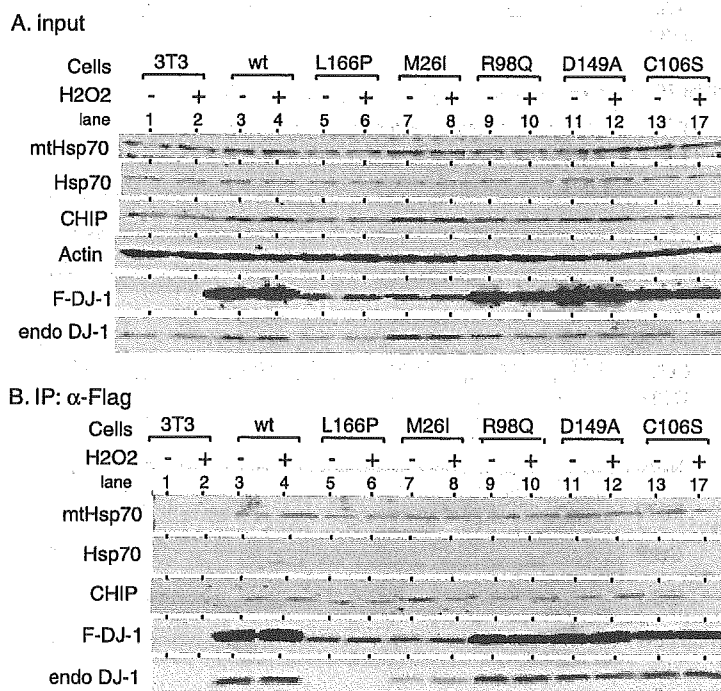 A. input
Cells 3T3 wt L166P M26I R98Q D149A C106S
H2O2 - + - + - + - + - + - + - +
lane 1 2 3 4 5 6 7 8 9 10 11 12 13 17
mtHsp70
Hsp70
CHIP
Actin
F-DJ-1
endo DJ-1
B. IP: α-Flag
Cells 3T3 wt L166P M26I R98Q D149A C106S
H2O2 - + - + - + - + - + - + - +
lane 1 2 3 4 5 6 7 8 9 10 11 12 13 17
mtHsp70
Hsp70
CHIP
F-DJ-1
endo DJ-1